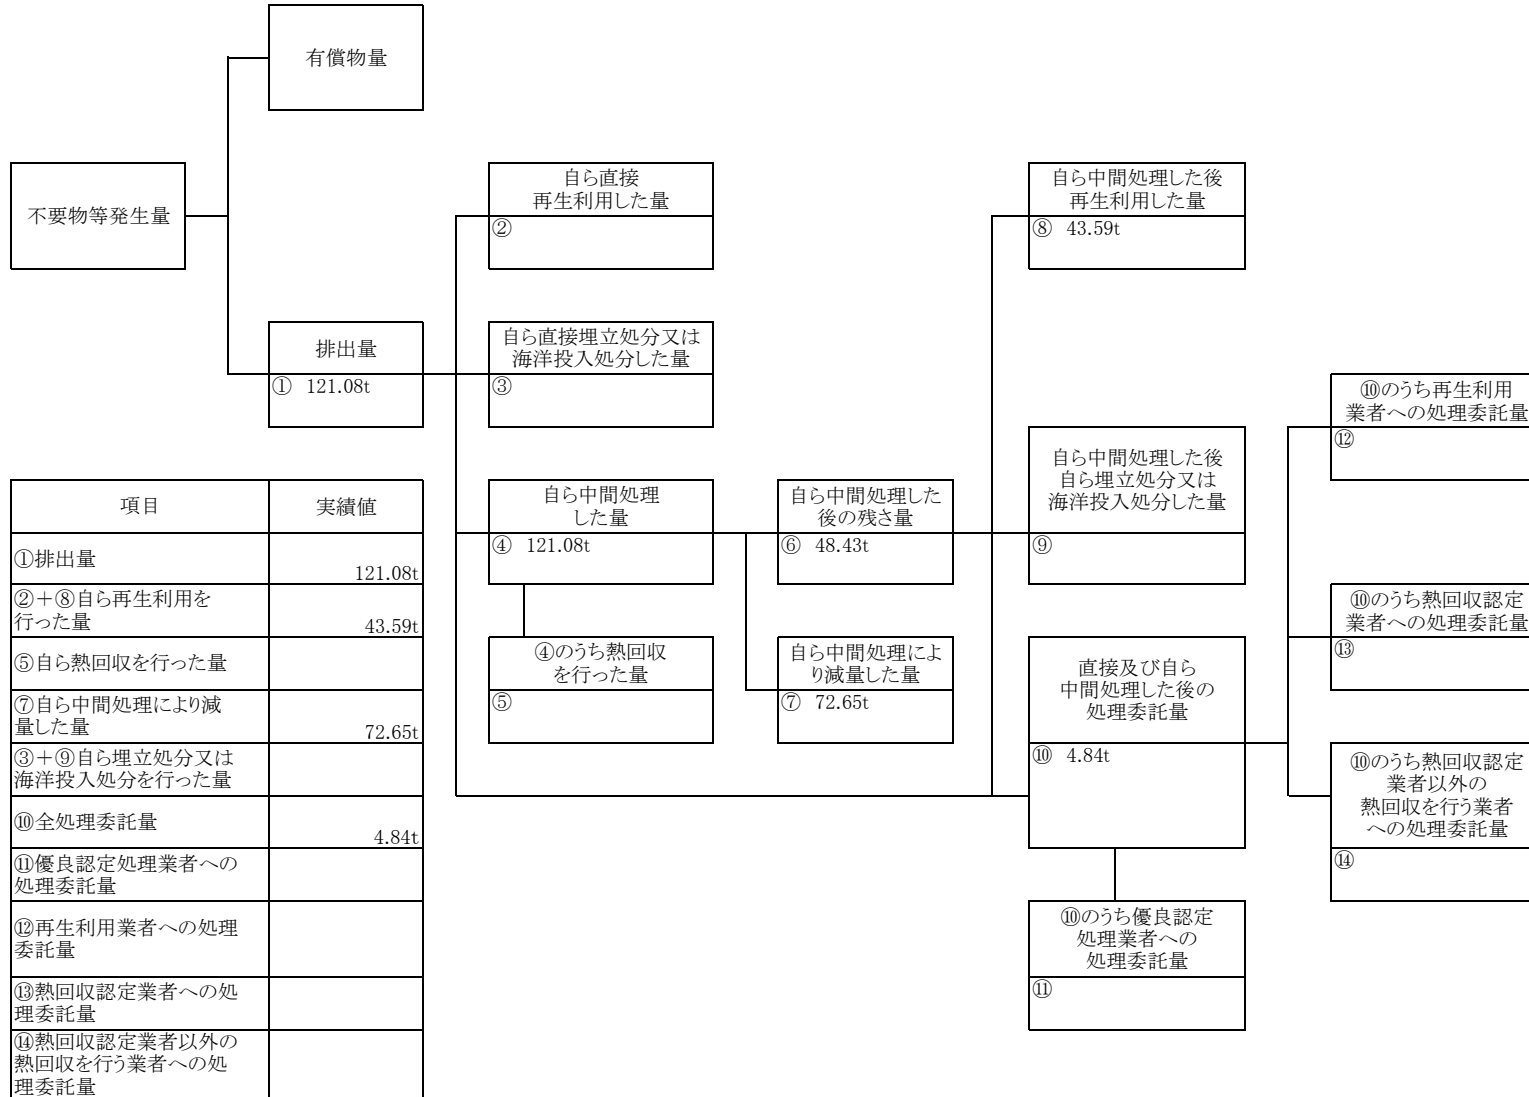 有償物量
不要物等発生量
自ら直接
再生利用した量
②
自ら中間処理した後
再生利用した量
⑧ 43.59t
排出量
① 121.08t
自ら直接埋立処分又は
海洋投入処分した量
③
⑩のうち再生利用
業者への処理委託量
⑫
自ら中間処理した後
自ら埋立処分又は
海洋投入処分した量
⑨
自ら中間処理
した量
④ 121.08t
自ら中間処理した
後の残さ量
⑥ 48.43t
④のうち熱回収
を行った量
⑤
自ら中間処理によ
り減量した量
⑦ 72.65t
直接及び自ら
中間処理した後の
処理委託量
⑩ 4.84t
⑩のうち熱回収認定
業者への処理委託量
⑬
⑩のうち熱回収認定
業者以外の
熱回収を行う業者
への処理委託量
⑭
⑩のうち優良認定
処理業者への
処理委託量
⑪
項目 実績値
①排出量
121.08t
②＋⑧自ら再生利用を
行った量 43.59t
⑤自ら熱回収を行った量
⑦自ら中間処理により減
量した量 72.65t
③＋⑨自ら埋立処分又は
海洋投入処分を行った量
⑩全処理委託量
4.84t
⑪優良認定処理業者への
処理委託量
⑫再生利用業者への処理
委託量
⑬熱回収認定業者への処
理委託量
⑭熱回収認定業者以外の
熱回収を行う業者への処
理委託量